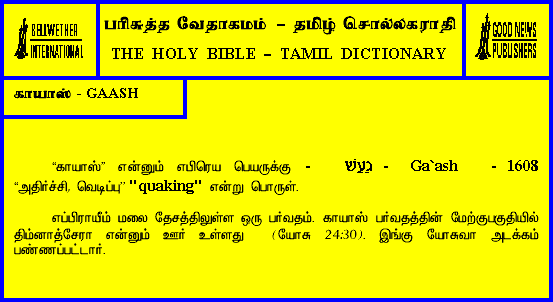 BELLWETHER
INTERNATIONAL
பரிசுத்த வேதாகமம் – தமிழ் சொல்லகராதி
THE HOLY BIBLE – TAMIL DICTIONARY
GOOD NEWS
PUBLISHERS
காயாஸ் - GAASH
“காயாஸ்” என்னும் எபிரெய பெயருக்கு - געשׁ - Ga`ash - 1608
“அதிர்ச்சி, வெடிப்பு” "quaking" என்று பொருள்.
எப்பிராயீம் மலை தேசத்திலுள்ள ஒரு பர்வதம். காயாஸ் பர்வதத்தின் மேற்குபகுதியில்
திம்னாத்சேரா என்னும் ஊர் உள்ளது (யோசு 24:30). இங்கு யோசுவா அடக்கம்
பண்ணப்பட்டார்.